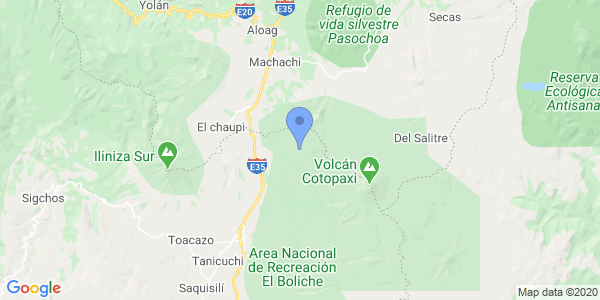 Yolán
E20
E35
Aloag
Refugio de
vida silvestre
Pasochoa
Secas
Machachi
Reserva
Ecológica
Antisana
El chaupi
Del Salitre
Iliniza Sur
E35
Volcán
Cotopaxi
Sigchos
Toacazo
Tanicuchi
Saquisilí
Area Nacional
de Recreación
El Boliche
Google
Map data ©2020